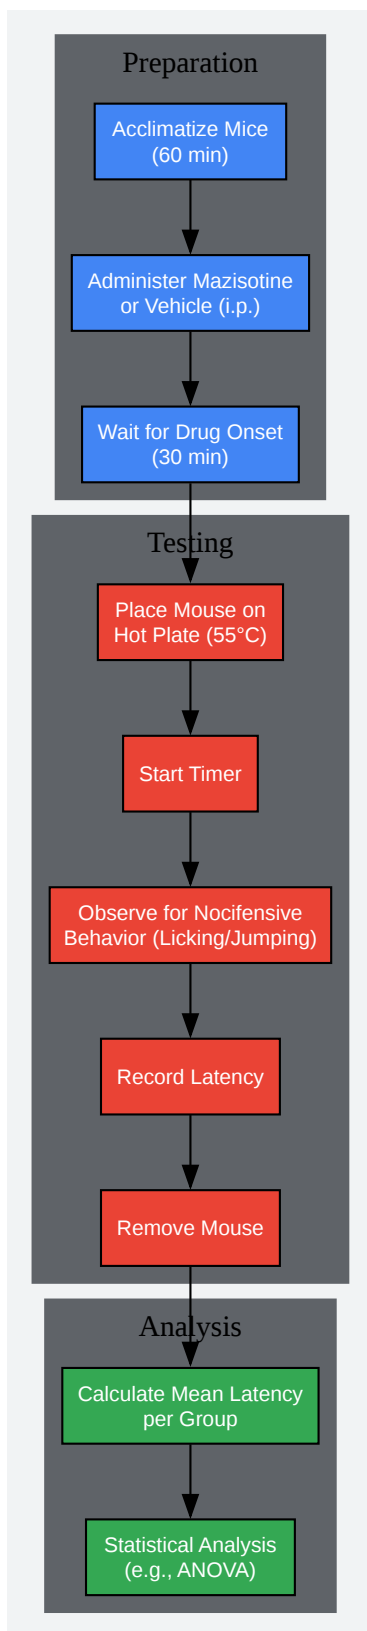 Preparation
Acclimatize Mice
(60 min)
Administer Mazisotine
or Vehicle (i.p.)
Wait for Drug Onset
(30 min)
Testing
Place Mouse on
Hot Plate (55°C)
Start Timer
Observe for Nocifensive
Behavior (Licking/Jumping)
Record Latency
Remove Mouse
Analysis
Calculate Mean Latency
per Group
Statistical Analysis
(e.g., ANOVA)